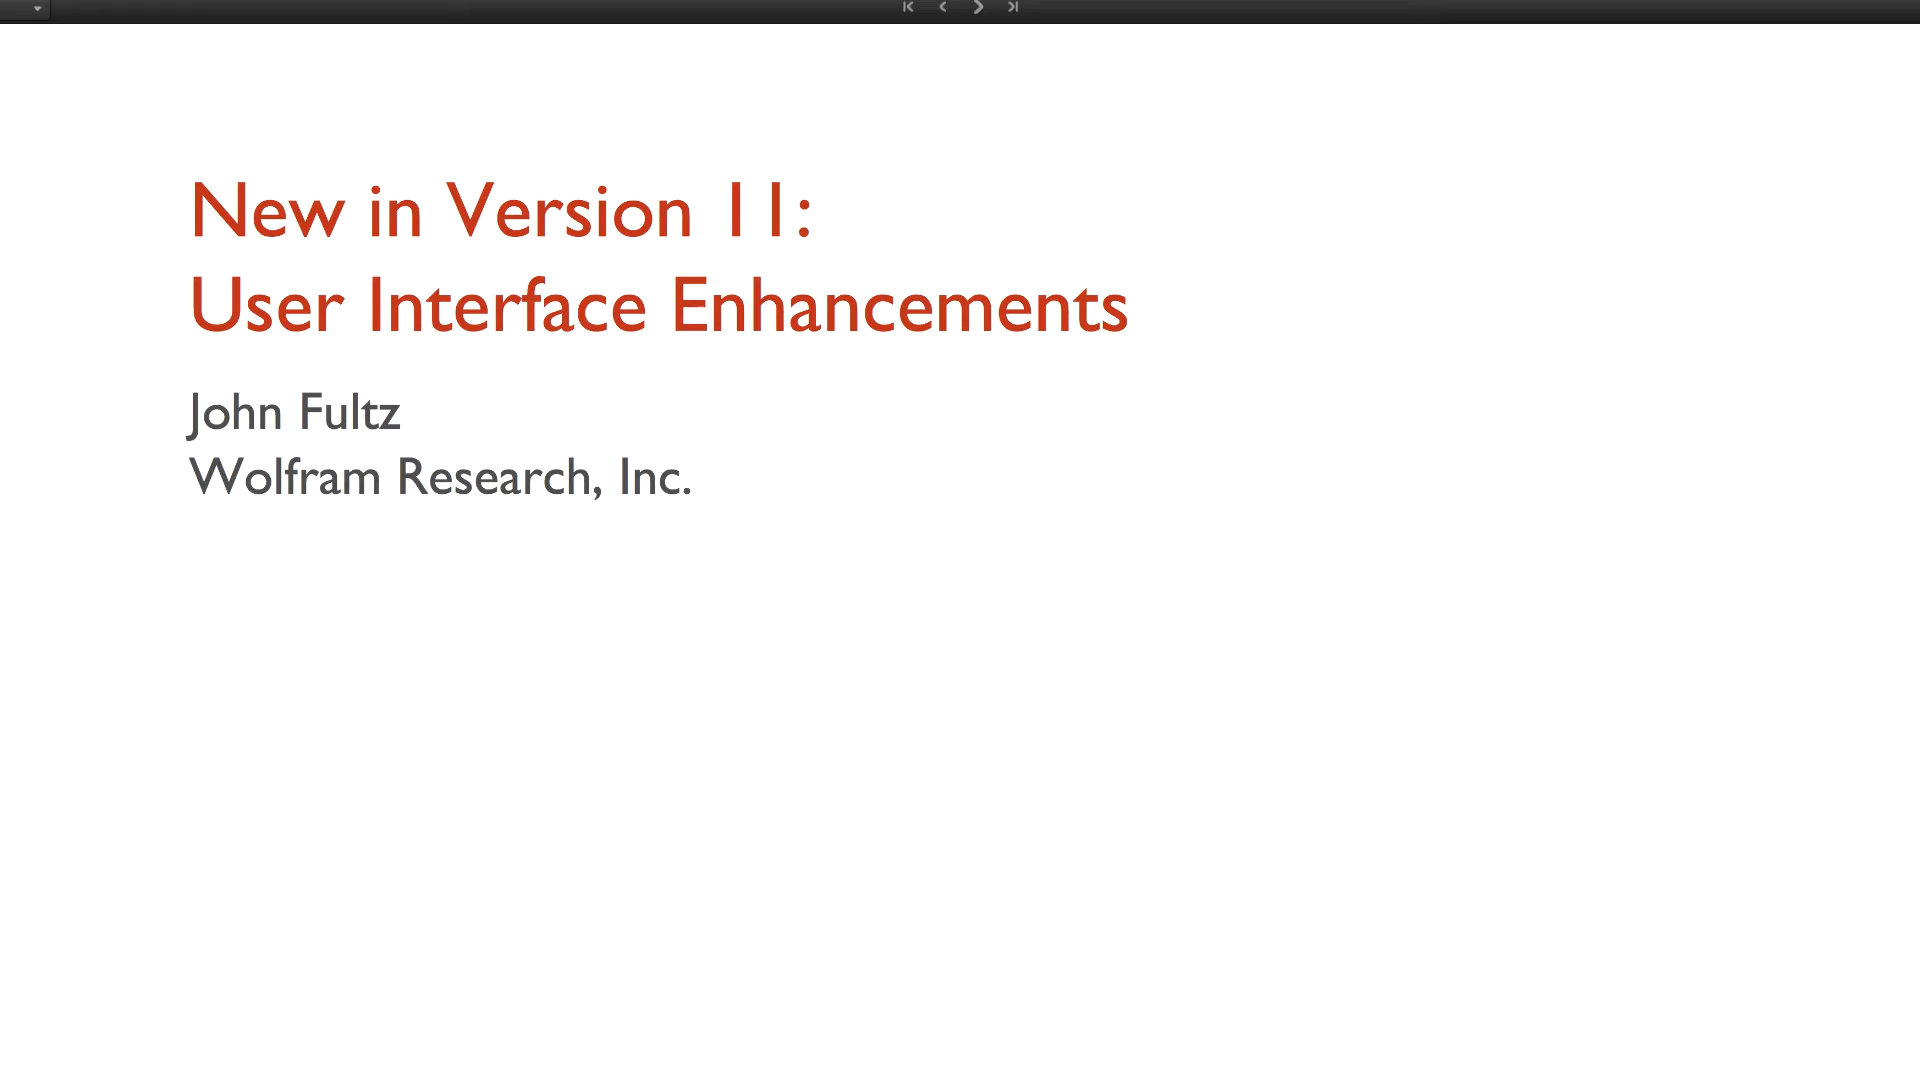 New in Version 11:
User Interface Enhancements
John Fultz
Wolfram Research, Inc.